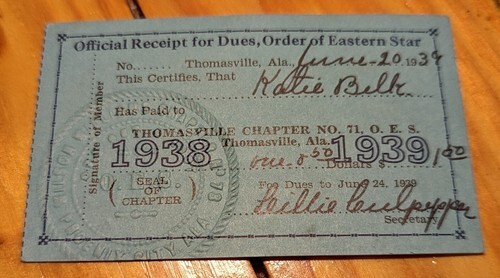 Official Receipt for Dues, Order of Eastern Star
No....... Thomasville, Ala., June-20.1939
This Certifies, That
Katie Belk.
Has Paid to
THOMASVILLE CHAPTER NO. 71, O. E. S.
Thomasville, Ala.
1938 1939
one & 50 Dollars $ 1.50
(SEAL OF CHAPTER)
For Dues to June 24, 1939
Lillie Culpepper
Secretary
Signature of Member